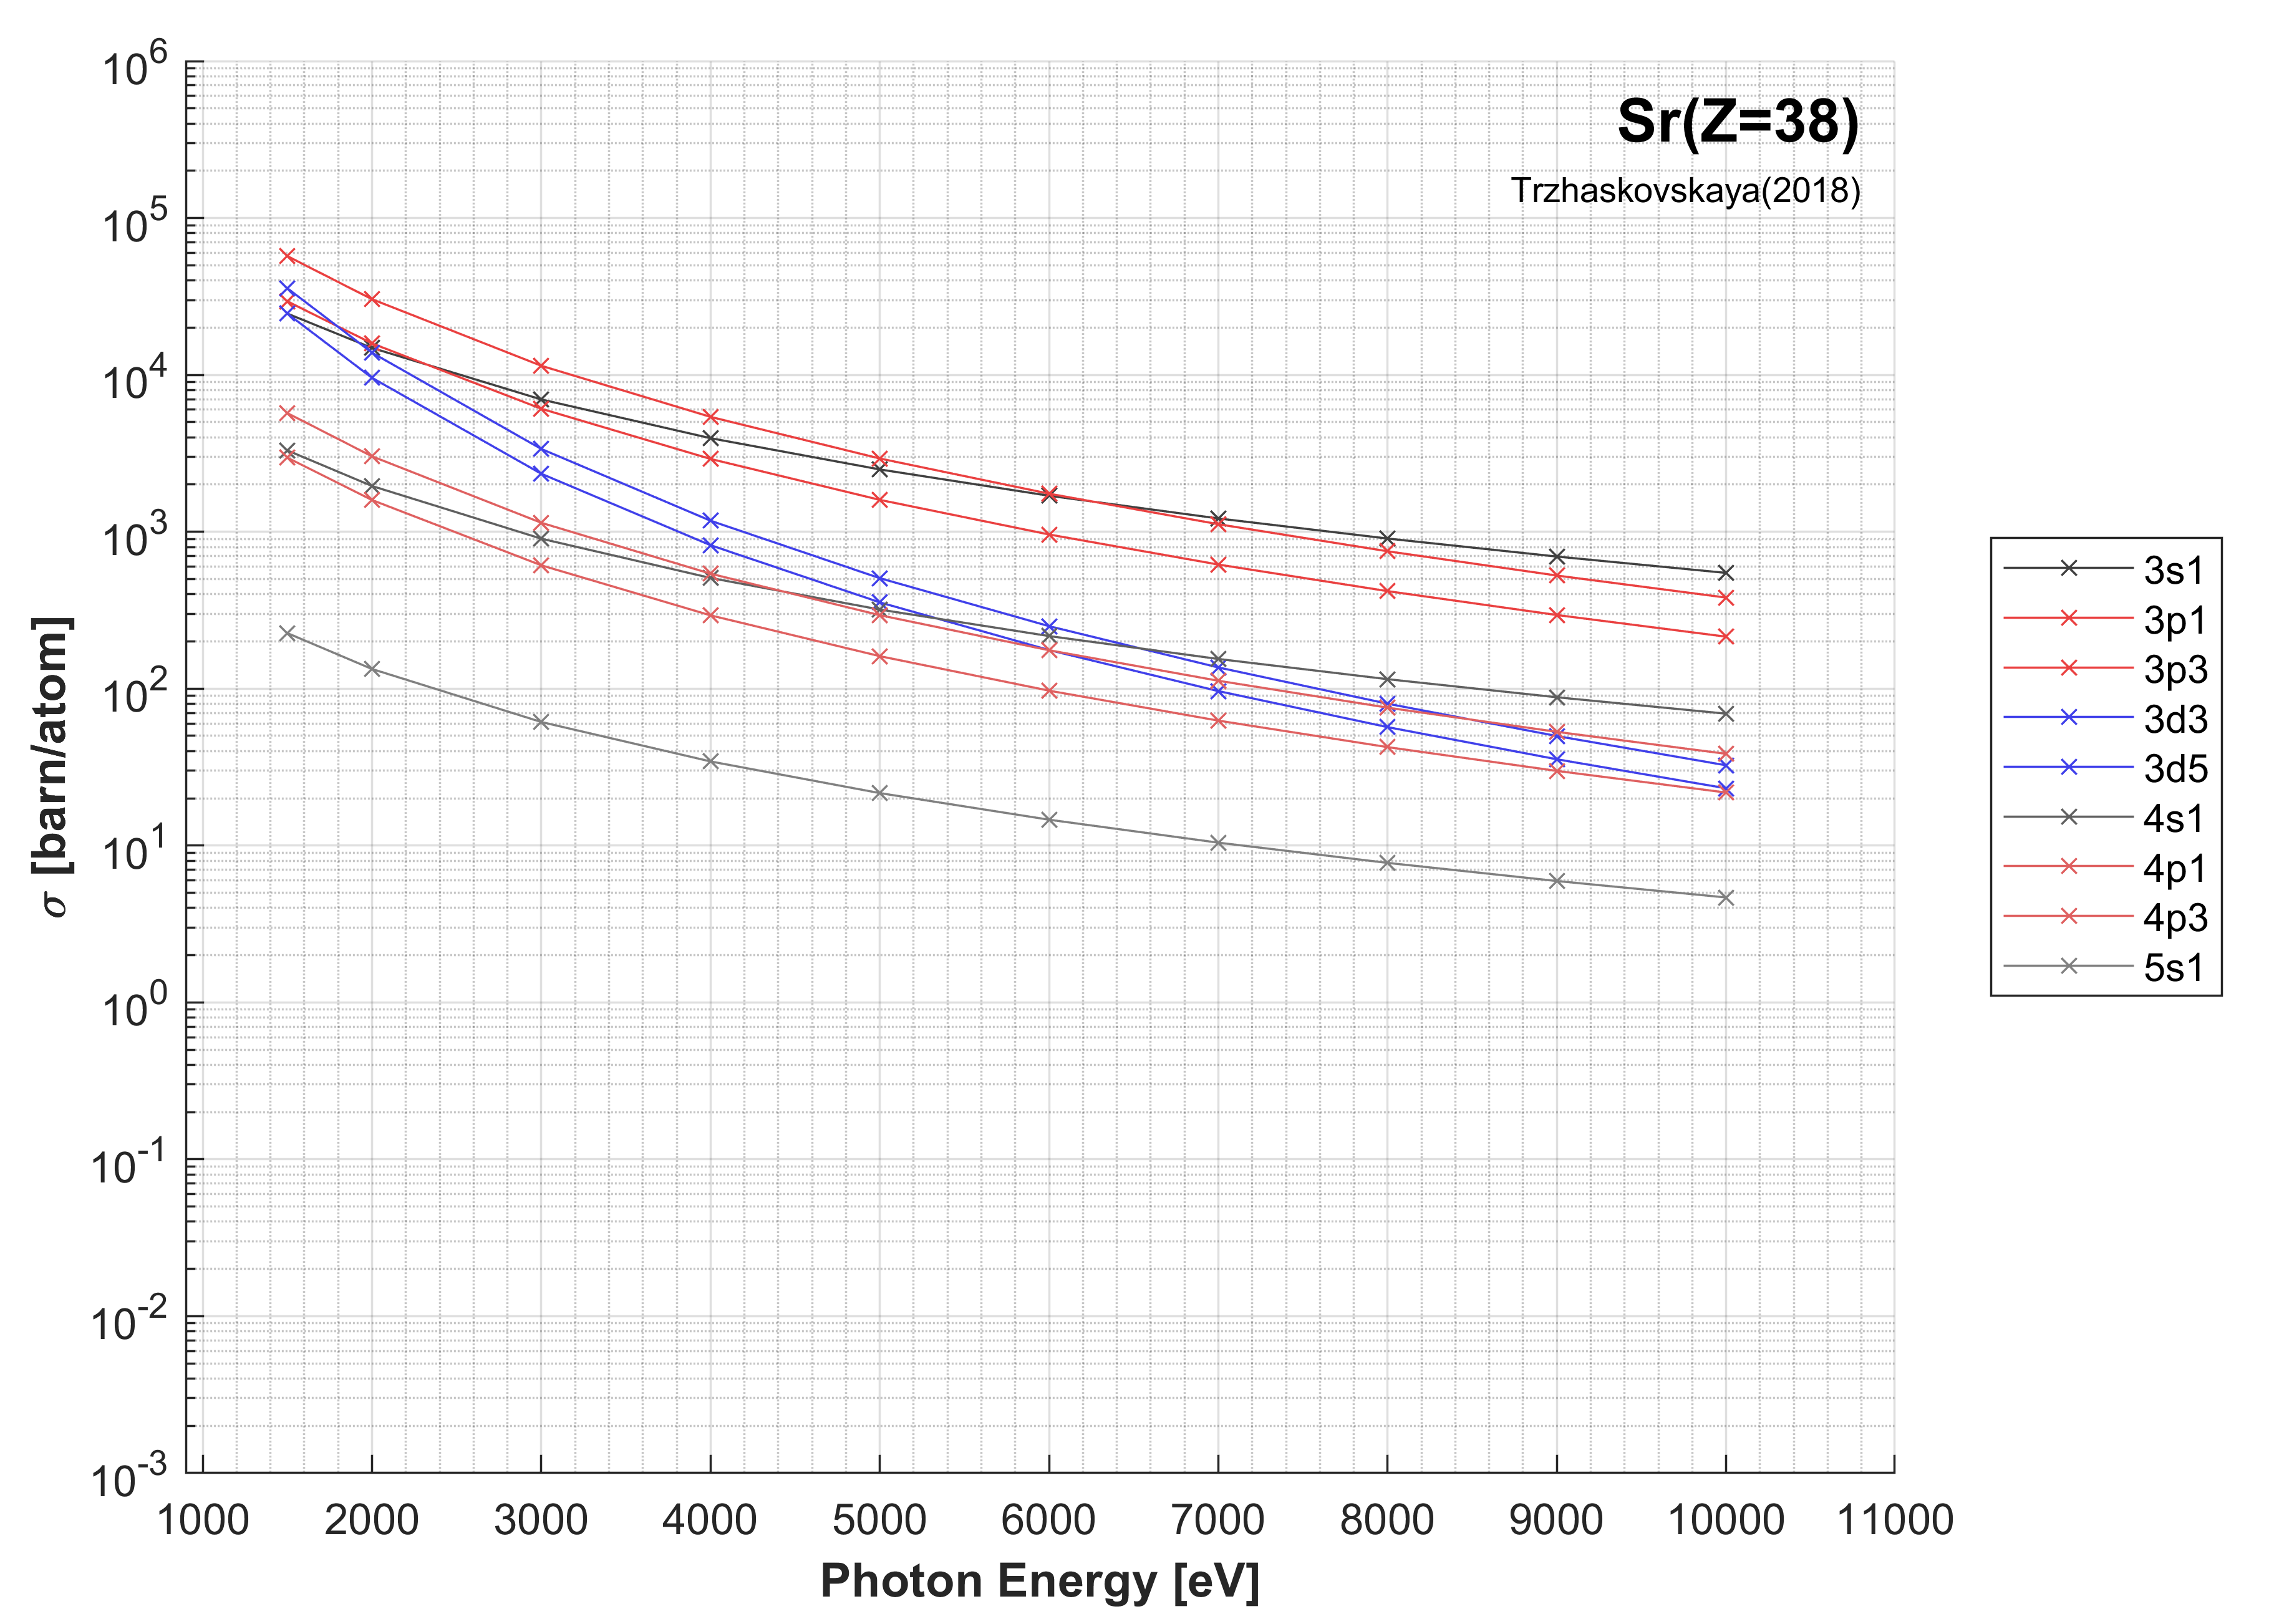 Sr(Z=38)
Trzhaskovskaya(2018)
σ [barn/atom]
10^6
10^5
10^4
10^3
10^2
10^1
10^0
10^-1
10^-2
10^-3
1000 2000 3000 4000 5000 6000 7000 8000 9000 10000 11000
Photon Energy [eV]
3s1
3p1
3p3
3d3
3d5
4s1
4p1
4p3
5s1